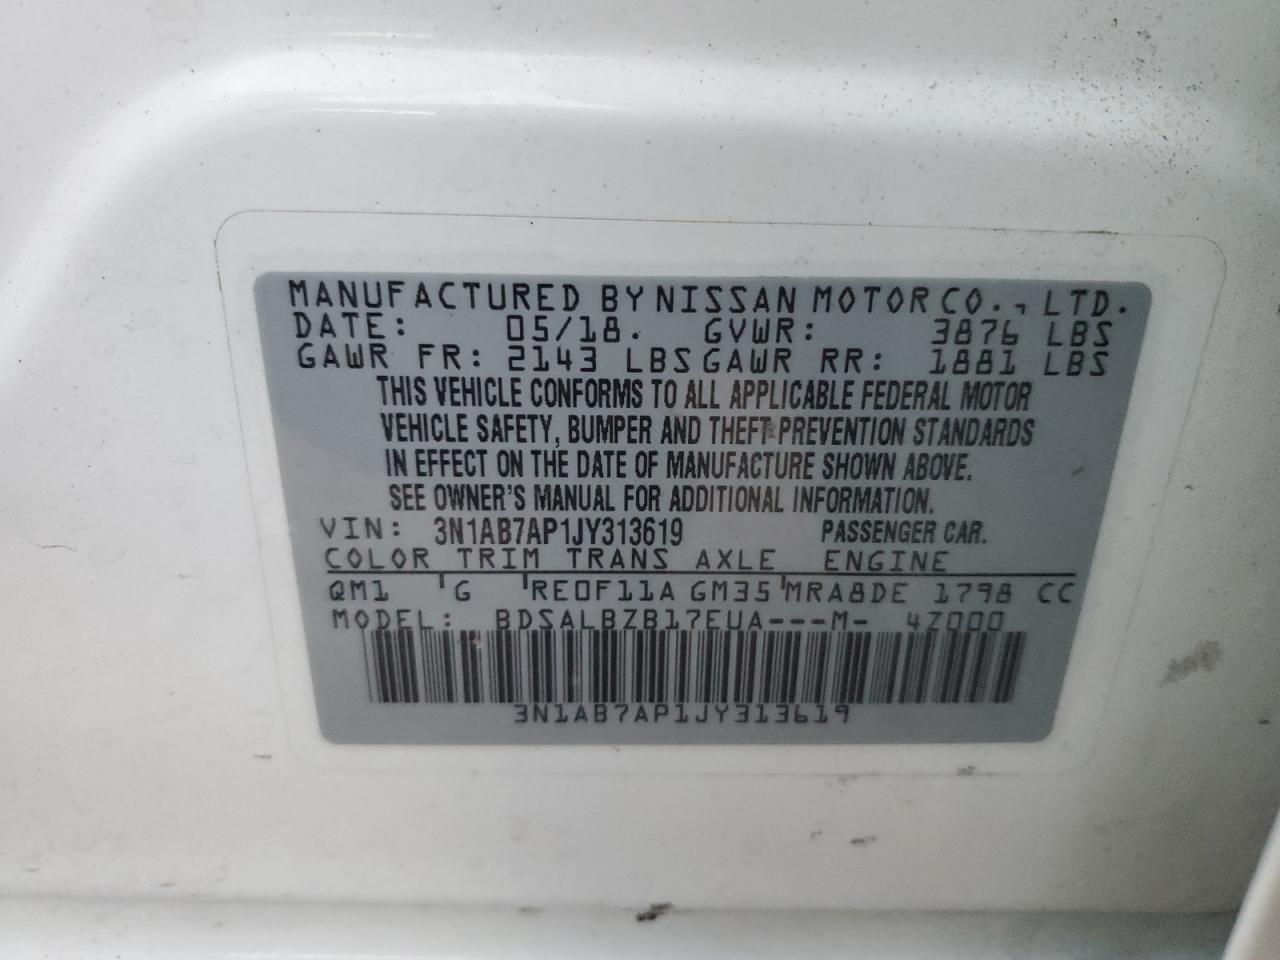 MANUFACTURED BY NISSAN MOTOR CO., LTD.
DATE: 05/18. GVWR: 3876 LBS
GAWR FR: 2143 LBS GAWR RR: 1881 LBS
THIS VEHICLE CONFORMS TO ALL APPLICABLE FEDERAL MOTOR
VEHICLE SAFETY, BUMPER AND THEFT PREVENTION STANDARDS
IN EFFECT ON THE DATE OF MANUFACTURE SHOWN ABOVE.
SEE OWNER'S MANUAL FOR ADDITIONAL INFORMATION.
VIN: 3N1AB7AP1JY313619 PASSENGER CAR.
COLOR TRIM TRANS AXLE ENGINE
QM1 G RE0F11A GM35 MRA8DE 1798 CC
MODEL: BDSALBZB17EUA---M- 47000
3N1AB7AP1JY313619